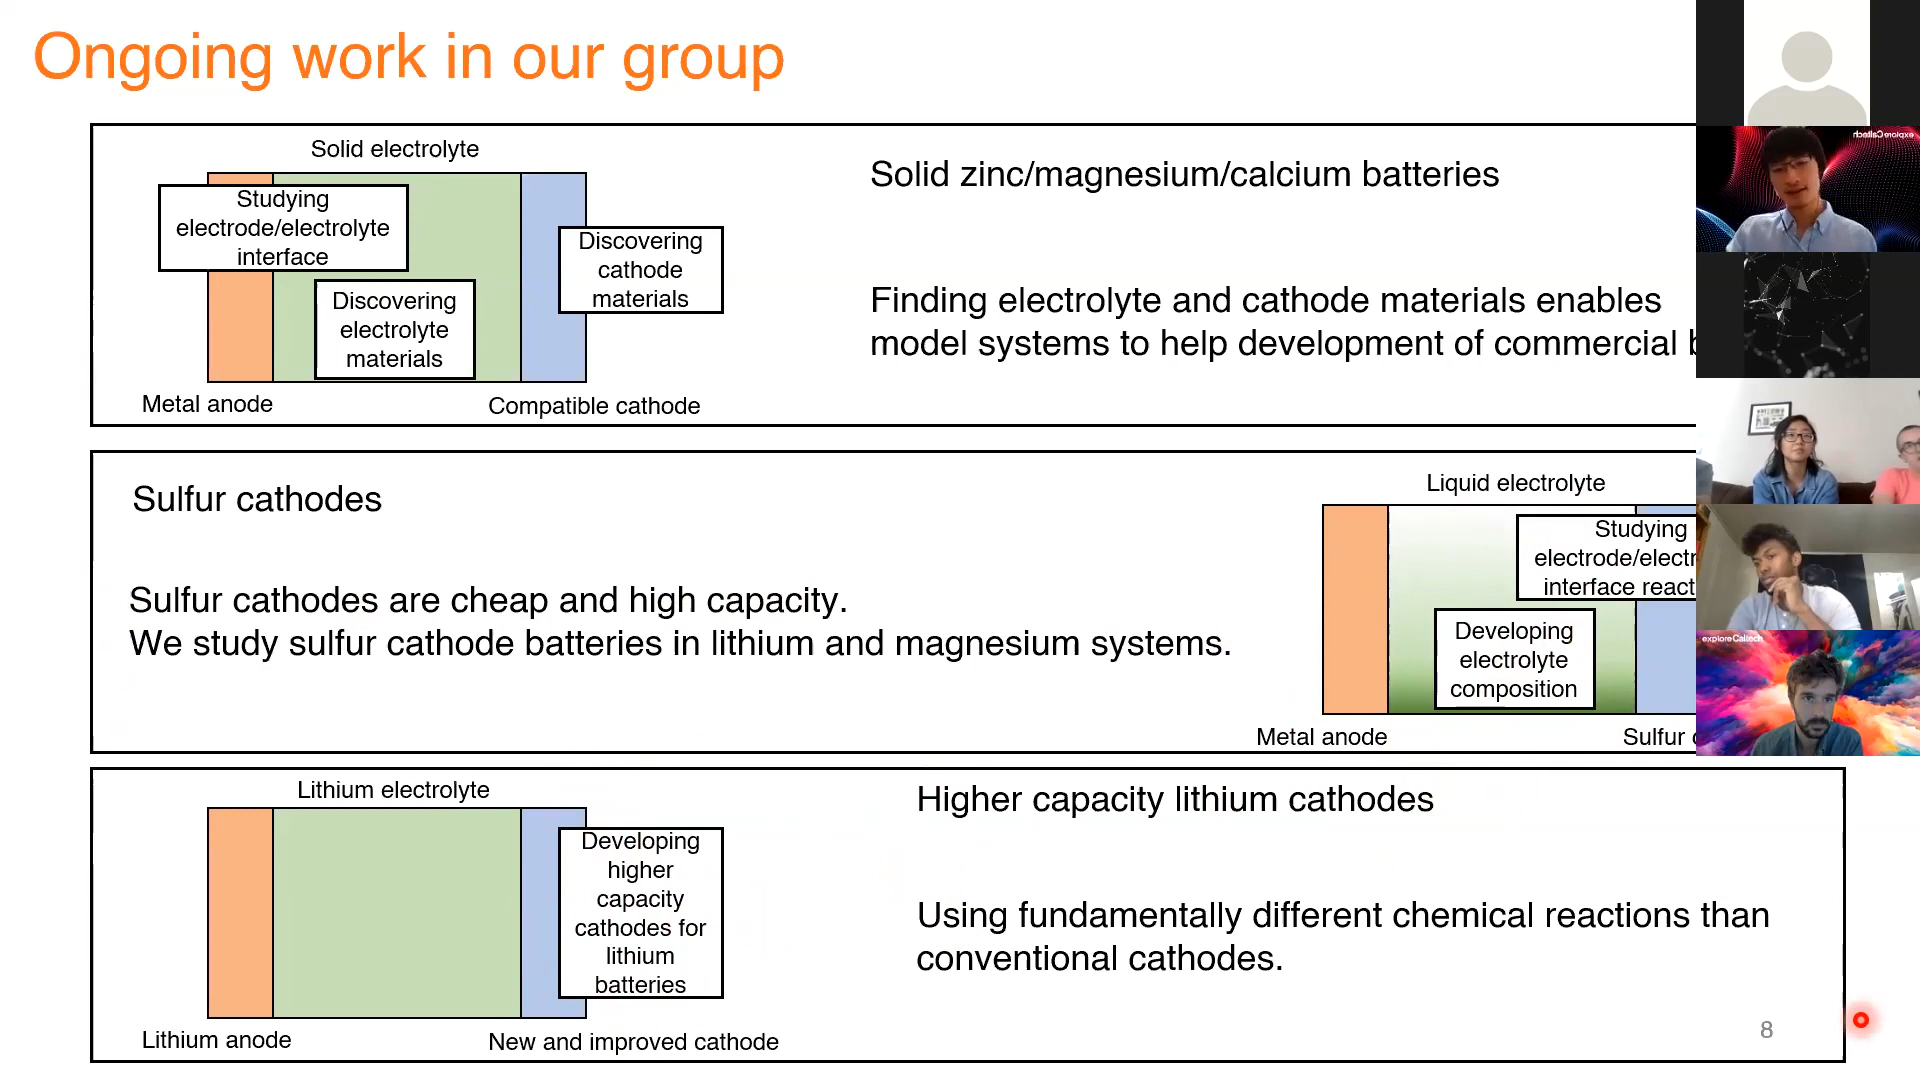 Ongoing work in our group
Solid electrolyte
Studying
electrode/electrolyte
interface
Discovering
electrolyte
materials
Discovering
cathode
materials
Metal anode
Compatible cathode
Solid zinc/magnesium/calcium batteries
Finding electrolyte and cathode materials enables
model systems to help development of commercial
Sulfur cathodes
Sulfur cathodes are cheap and high capacity.
We study sulfur cathode batteries in lithium and magnesium systems.
Liquid electrolyte
Studying
electrode/electr
interface react
Developing
electrolyte
composition
Metal anode
Sulfur
Lithium electrolyte
Developing
higher
capacity
cathodes for
lithium
batteries
Lithium anode
New and improved cathode
Higher capacity lithium cathodes
Using fundamentally different chemical reactions than
conventional cathodes.
8
exploreCaltech
exploreCaltech